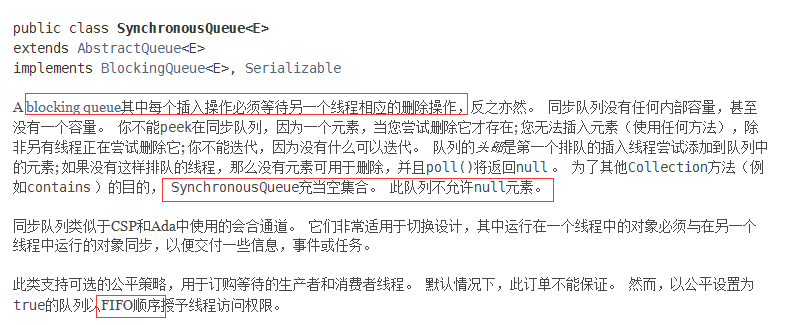 public class SynchronousQueue<E>
extends AbstractQueue<E>
implements BlockingQueue<E>, Serializable
A blocking queue其中每个插入操作必须等待另一个线程相应的删除操作，反之亦然。 同步队列没有任何内部容量，甚至
没有一个容量。 你不能peek在同步队列，因为一个元素，当您尝试删除它才存在；您无法插入元素（使用任何方法），除
非另有线程正在尝试删除它；你不能迭代，因为没有什么可以迭代。 队列的头部是第一个排队的插入线程尝试添加到队列中
的元素；如果没有这样排队的线程，那么没有元素可用于删除，并且poll()将返回null 。 为了其他Collection方法（例
如contains ）的目的， SynchronousQueue充当空集合。 此队列不允许null元素。
同步队列类似于CSP和Ada中使用的会合通道。 它们非常适用于切换设计，其中运行在一个线程中的对象必须与在另一个
线程中运行的对象同步，以便交付一些信息，事件或任务。
此类支持可选的公平策略，用于订购等待的生产者和消费者线程。 默认情况下，此订单不能保证。 然而，以公平设置为
true的队列以FIFO顺序授予线程访问权限。